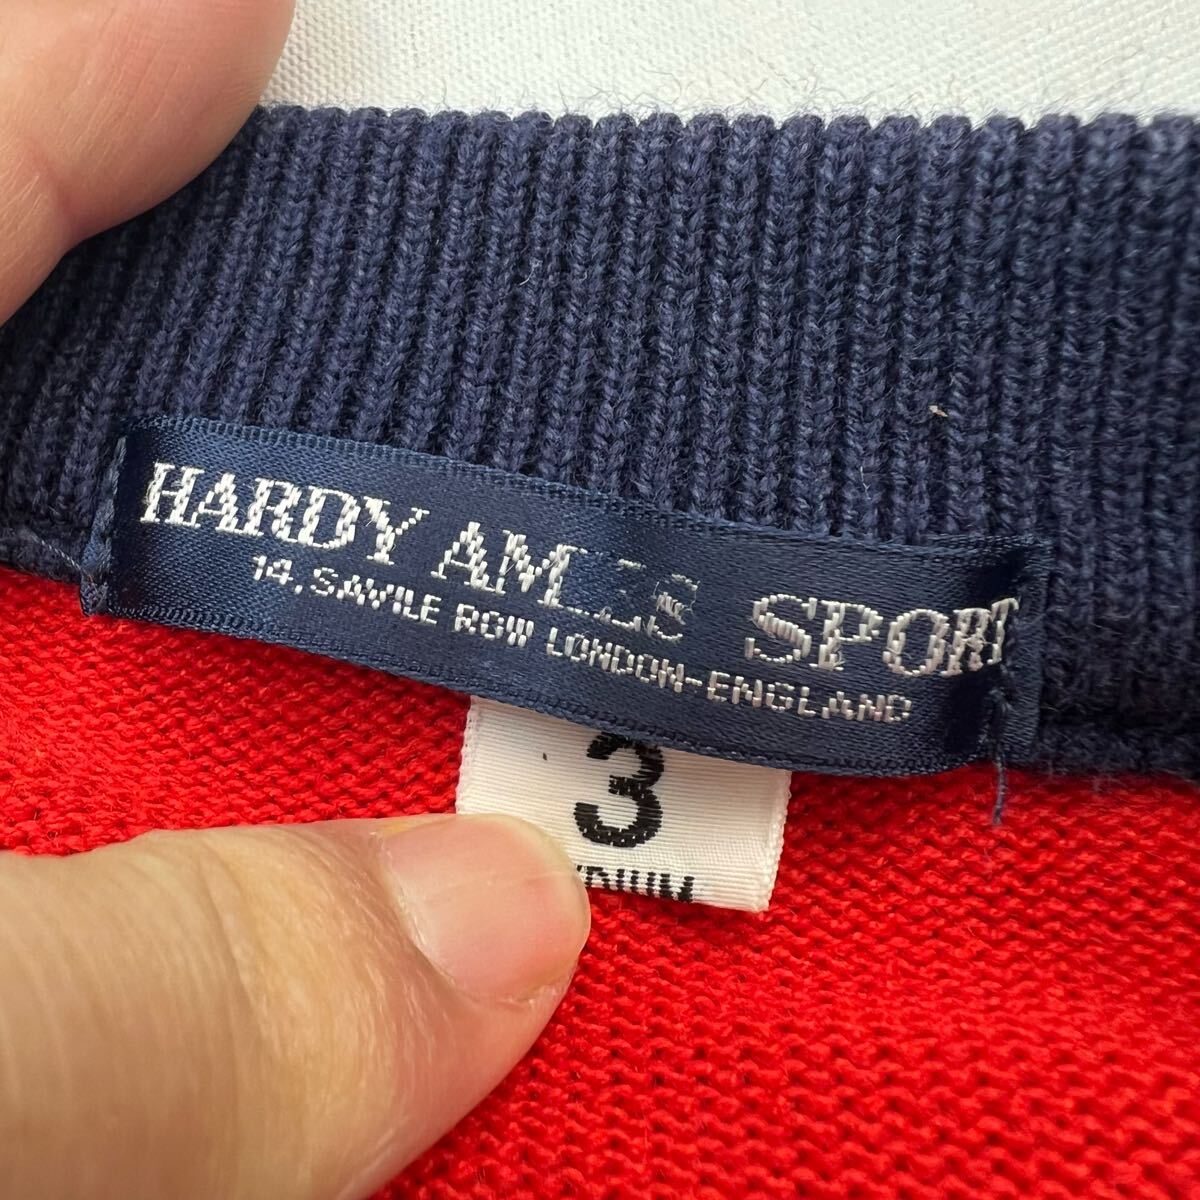 HARDY AMIES SPORT
14, SAVILE ROW LONDON-ENGLAND
3